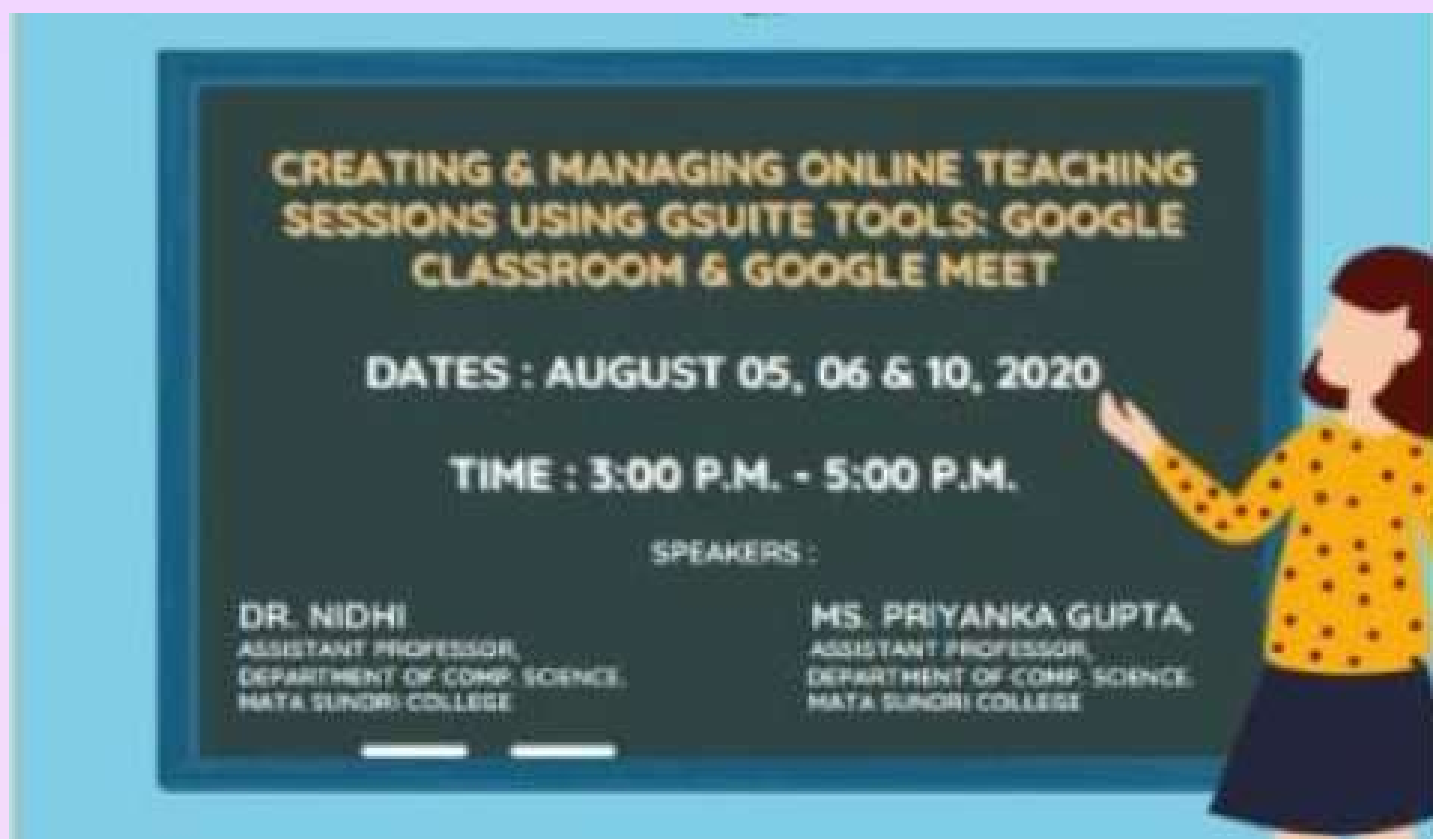 CREATING & MANAGING ONLINE TEACHING
SESSIONS USING GSUITE TOOLS: GOOGLE
CLASSROOM & GOOGLE MEET
DATES : AUGUST 05, 06 & 10, 2020
TIME : 3:00 P.M. - 5:00 P.M.
SPEAKERS :
DR. NIDHI
ASSISTANT PROFESSOR,
DEPARTMENT OF COMP. SCIENCE.
MATA SUNDRI COLLEGE
MS. PRIYANKA GUPTA,
ASSISTANT PROFESSOR,
DEPARTMENT OF COMP. SCIENCE.
MATA SUNDRI COLLEGE